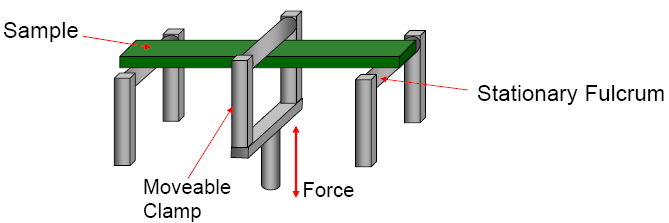 Sample
Stationary Fulcrum
Moveable
Clamp
Force